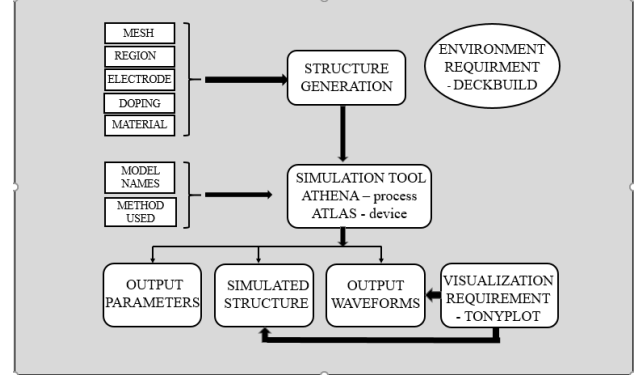 MESH
REGION
ELECTRODE
DOPING
MATERIAL
STRUCTURE
GENERATION
ENVIRONMENT
REQUIRMENT
- DECKBUILD
MODEL
NAMES
METHOD
USED
SIMULATION TOOL
ATHENA – process
ATLAS - device
OUTPUT
PARAMETERS
SIMULATED
STRUCTURE
OUTPUT
WAVEFORMS
VISUALIZATION
REQUIREMENT
- TONYPLOT